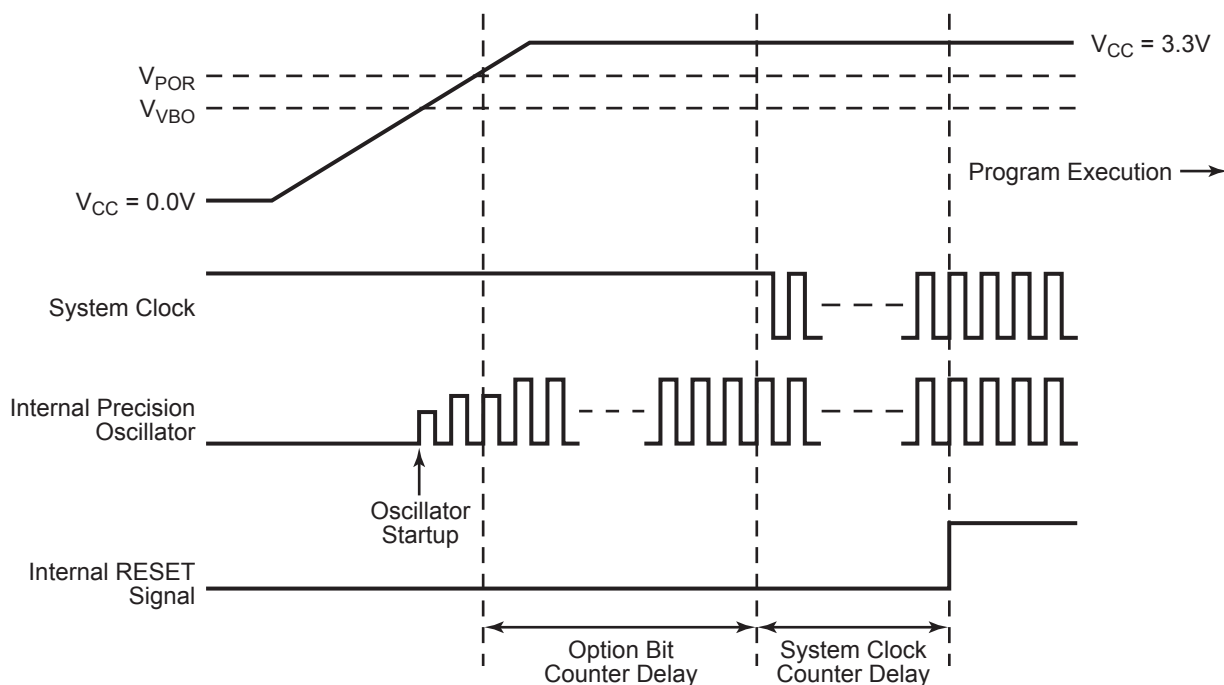 V_CC = 3.3V
V_POR
V_VBO
Program Execution
V_CC = 0.0V
System Clock
Internal Precision
Oscillator
Oscillator
Startup
Internal RESET
Signal
Option Bit
Counter Delay
System Clock
Counter Delay